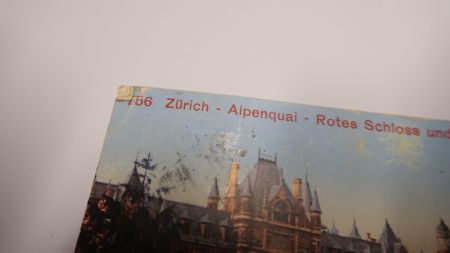 756 Zürich - Alpenquai - Rotes Schloss und